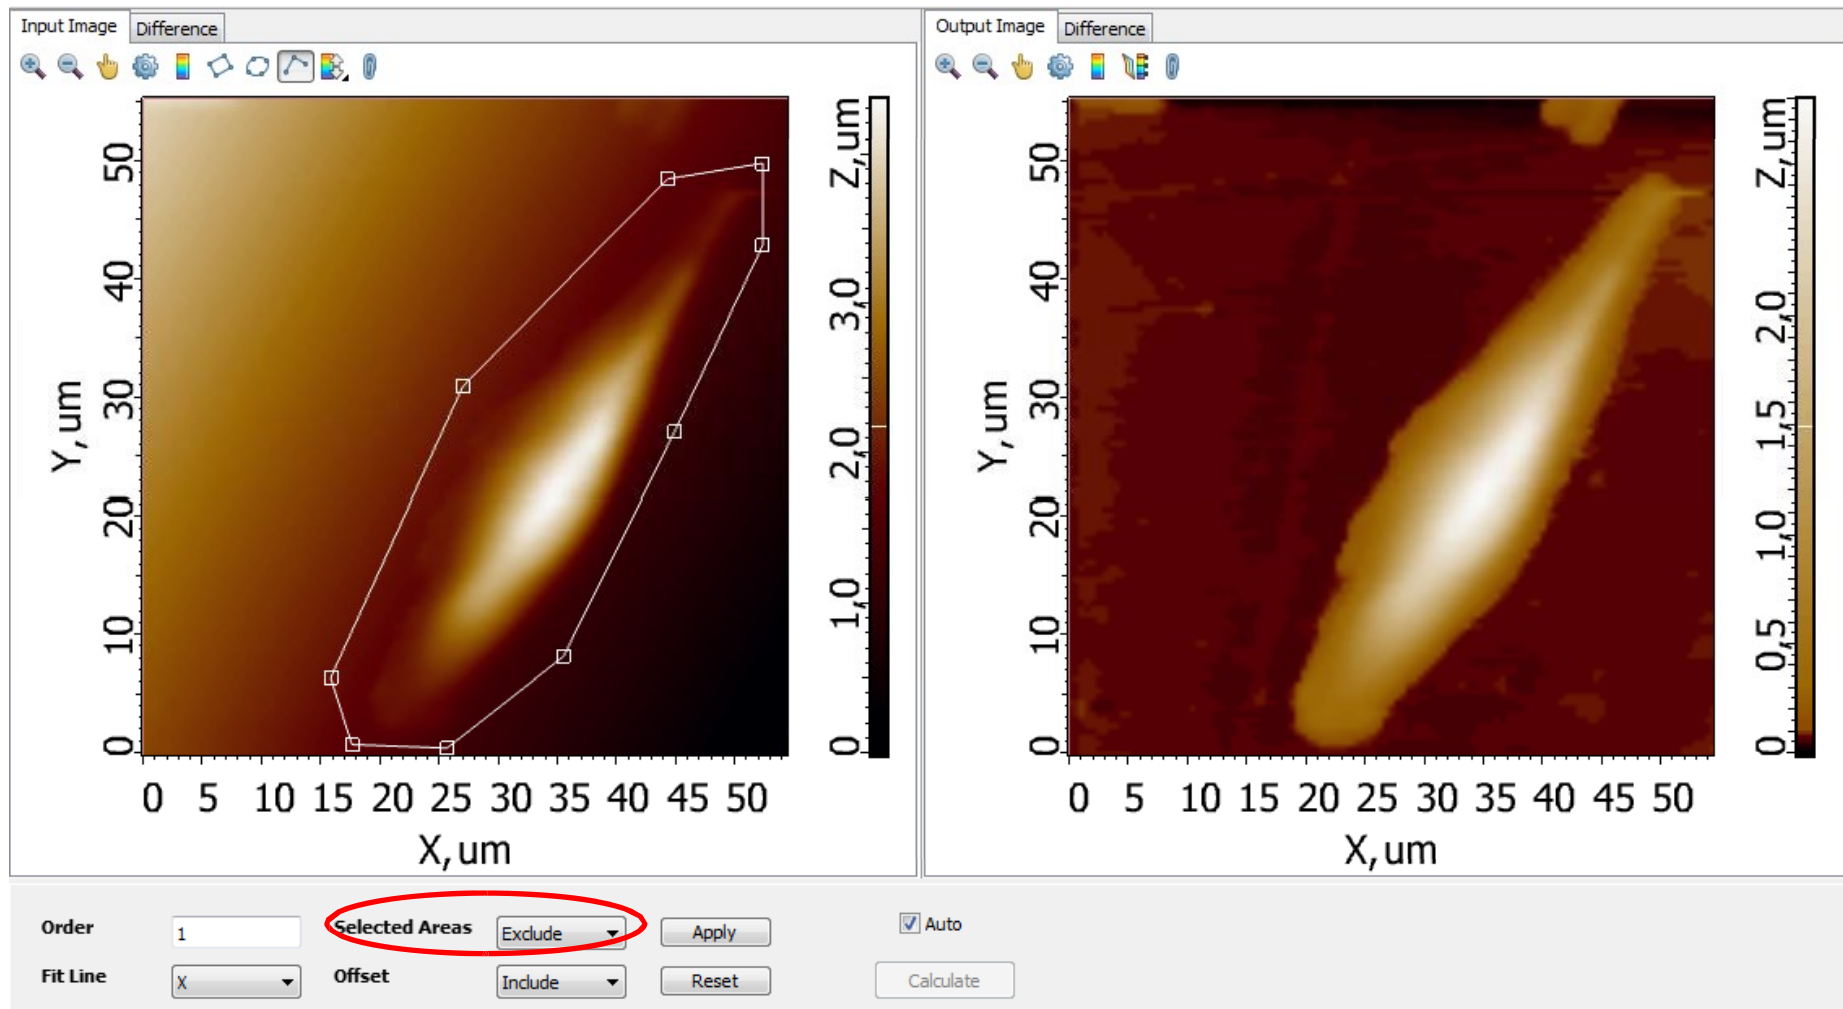 Input Image Difference
50
40
30
20
10
0
Y, um
0 5 10 15 20 25 30 35 40 45 50
X, um
Z, um
3,0
2,0
1,0
0
Output Image Difference
50
40
30
20
10
0
Y, um
0 5 10 15 20 25 30 35 40 45 50
X, um
Z, um
2,0
1,5
1,0
0,5
0
Order 1 Selected Areas Exclude Apply Auto
Fit Line X Offset Include Reset Calculate